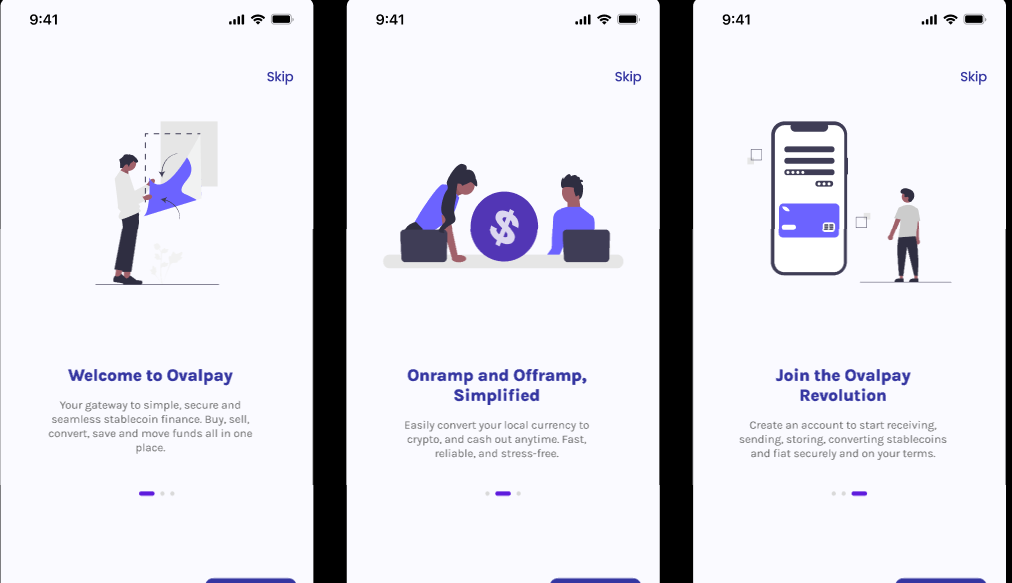 9:41
Skip
Welcome to Ovalpay
Your gateway to simple, secure and
seamless stablecoin finance. Buy, sell,
convert, save and move funds all in one
place.
9:41
Skip
$
Onramp and Offramp,
Simplified
Easily convert your local currency to
crypto, and cash out anytime. Fast,
reliable, and stress-free.
9:41
Skip
Join the Ovalpay
Revolution
Create an account to start receiving,
sending, storing, converting stablecoins
and fiat securely and on your terms.